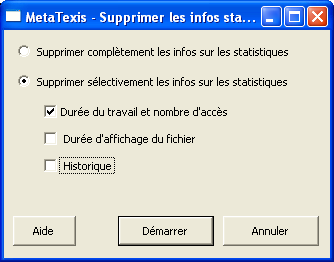 MetaTexis - Supprimer les infos sta...
Supprimer complètement les infos sur les statistiques
Supprimer sélectivement les infos sur les statistiques
Durée du travail et nombre d'accès
Durée d'affichage du fichier
Historique
Aide Démarrer Annuler